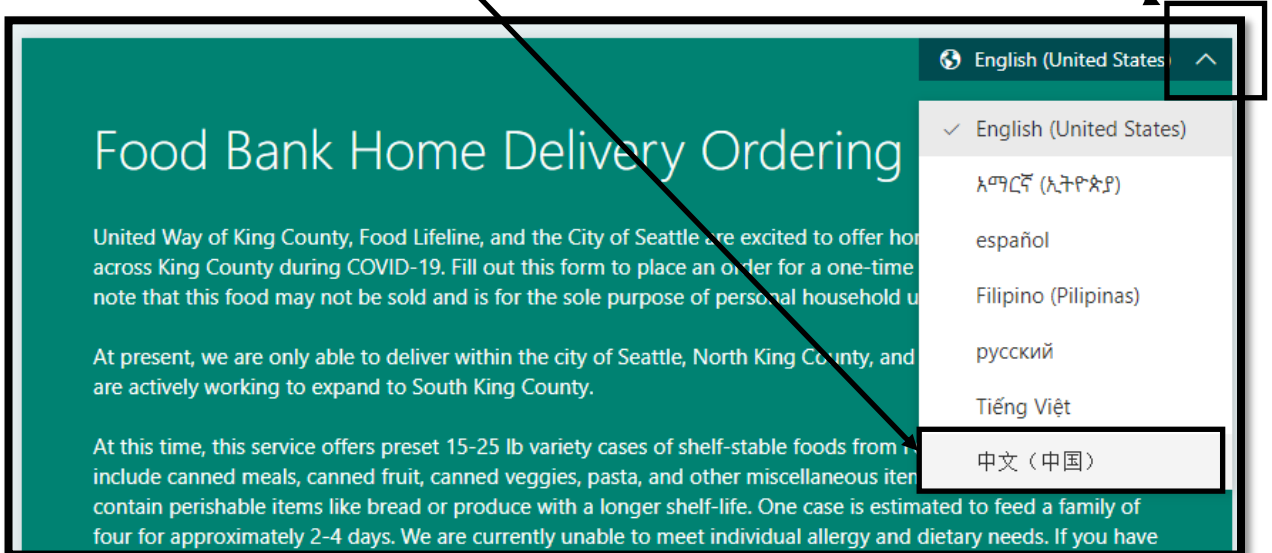 English (United States)
Food Bank Home Delivery Ordering
English (United States)
አማርኛ (ኢትዮጵያ)
español
Filipino (Pilipinas)
русский
Tiếng Việt
中文（中国）
United Way of King County, Food Lifeline, and the City of Seattle are excited to offer
across King County during COVID-19. Fill out this form to place an order for a one-time
note that this food may not be sold and is for the sole purpose of personal household
At present, we are only able to deliver within the city of Seattle, North King County, and
are actively working to expand to South King County.
At this time, this service offers preset 15-25 lb variety cases of shelf-stable foods from
include canned meals, canned fruit, canned veggies, pasta, and other miscellaneous
contain perishable items like bread or produce with a longer shelf-life. One case is estimated to feed a family of
four for approximately 2-4 days. We are currently unable to meet individual allergy and dietary needs. If you have